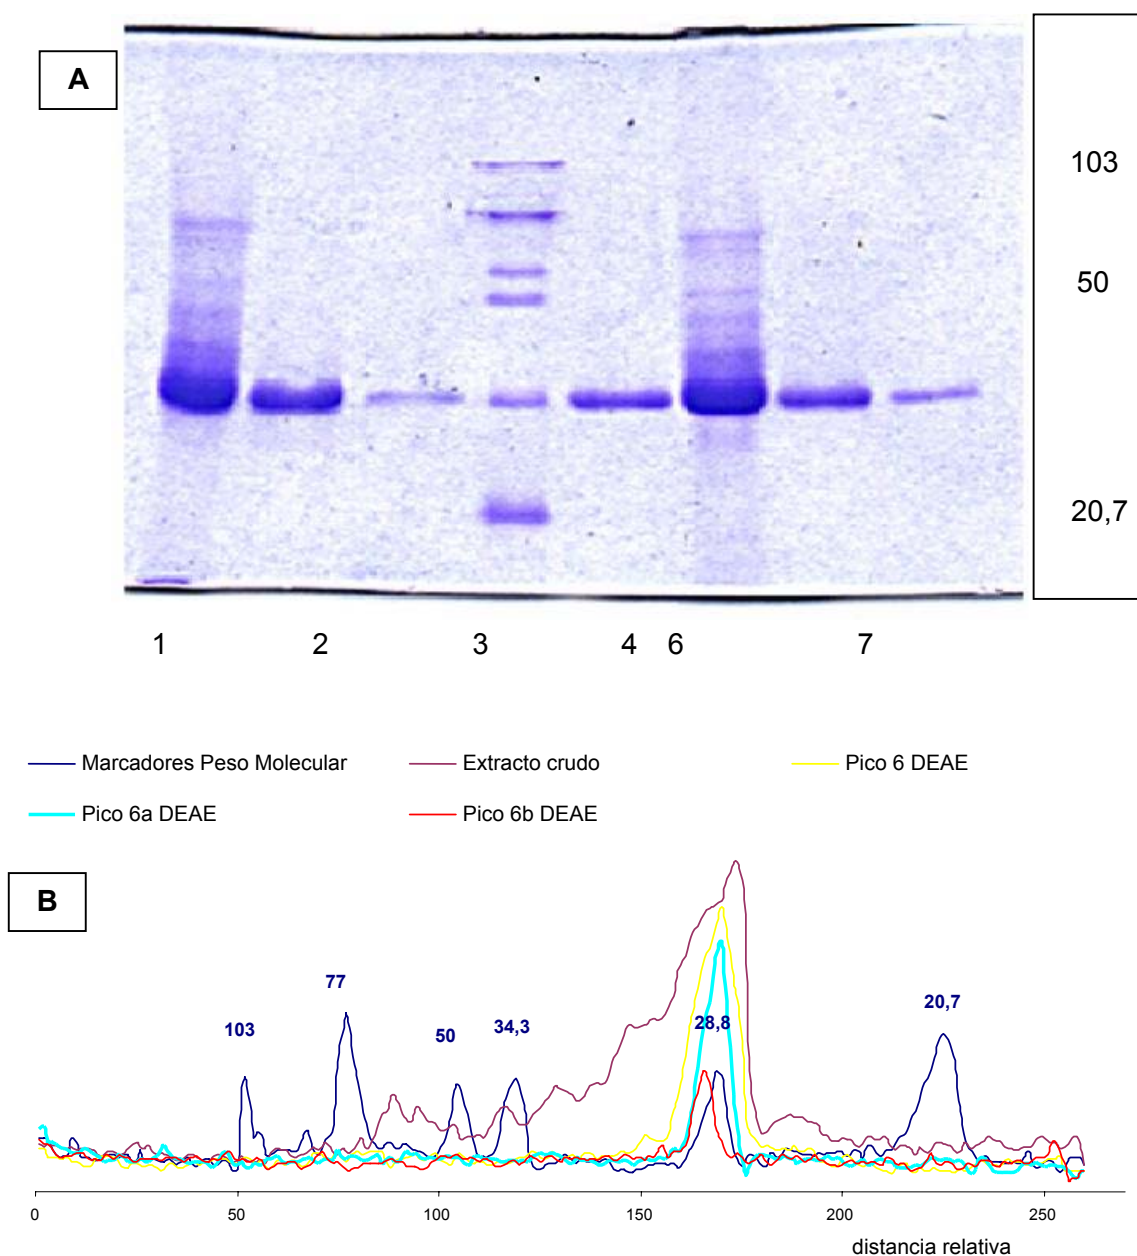 A
103
50
20,7
1 2 3 4 6 7
Marcadores Peso Molecular Extracto crudo Pico 6 DEAE
Pico 6a DEAE Pico 6b DEAE
B
77
103 50 34,3 28,8 20,7
0 50 100 150 200 250
distancia relativa